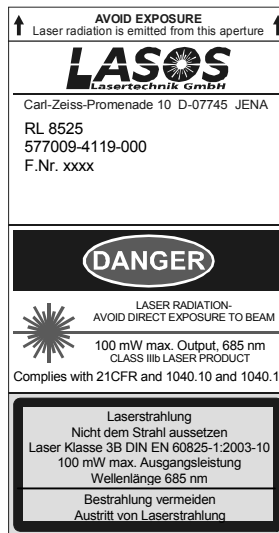 AVOID EXPOSURE
Laser radiation is emitted from this aperture
LASOS
Lasertechnik GmbH
Carl-Zeiss-Promenade 10 D-07745 JENA
RL 8525
577009-4119-000
F.Nr. xxxx
DANGER
LASER RADIATION-
AVOID DIRECT EXPOSURE TO BEAM
100 mW max. Output, 685 nm
CLASS IIIb LASER PRODUCT
Complies with 21CFR and 1040.10 and 1040.1
Laserstrahlung
Nicht dem Strahl aussetzen
Laser Klasse 3B DIN EN 60825-1:2003-10
100 mW max. Ausgangsleistung
Wellenlänge 685 nm
Bestrahlung vermeiden
Austritt von Laserstrahlung